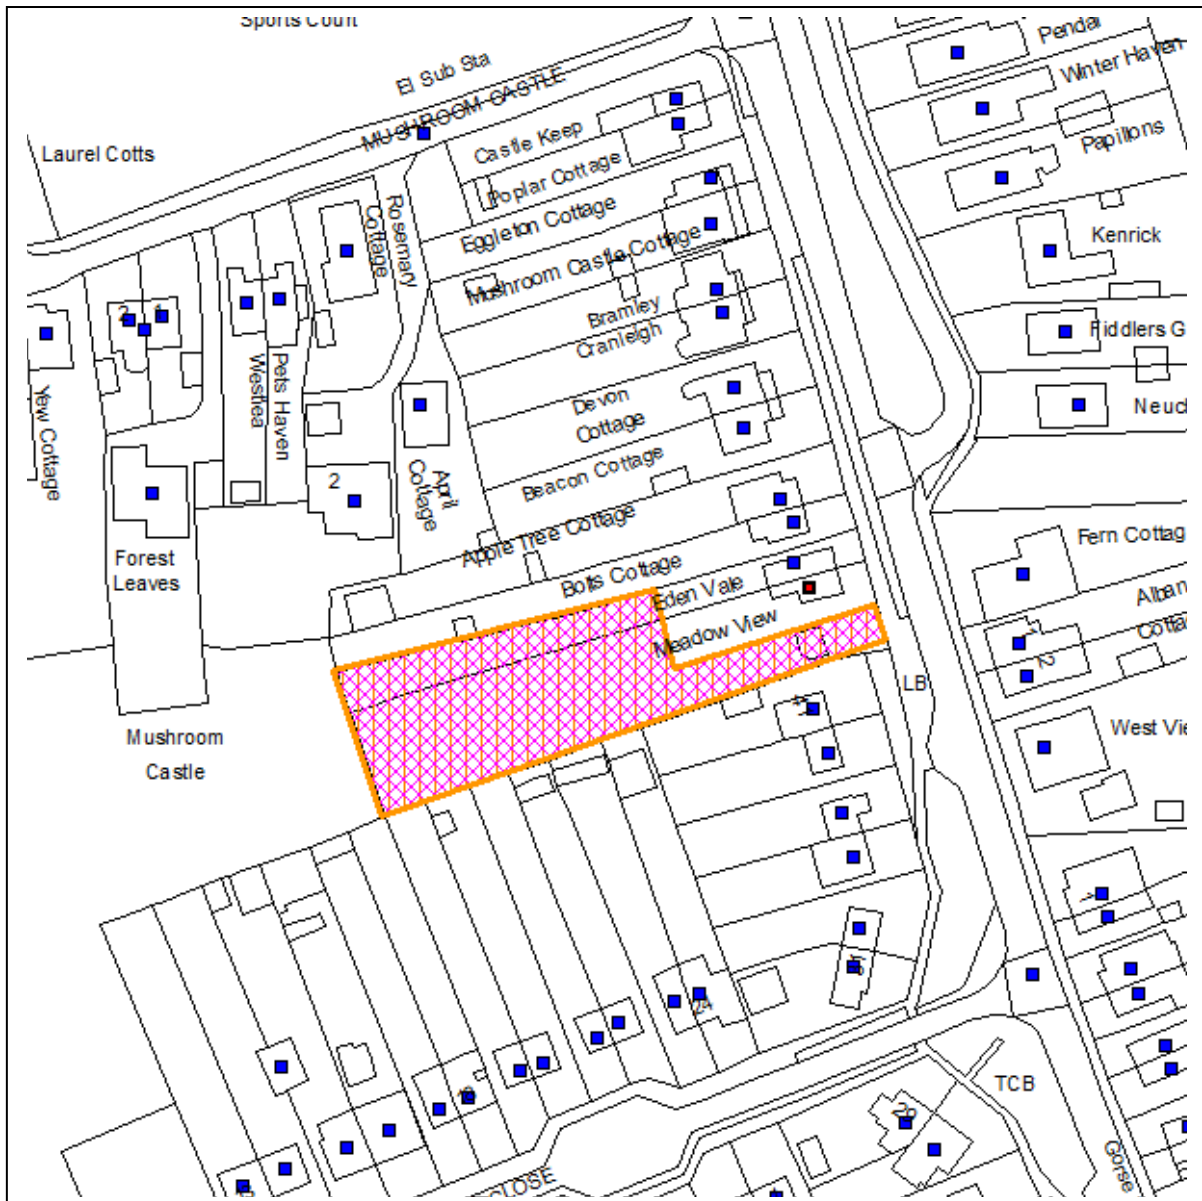 Sports Court
El Sub Sta
MUSHROOM CASTLE
Laurel Cotts
Castle Keep
Poplar Cottage
Eggleton Cottage
Mushroom Castle Cottage
Bramley
Cranleigh
Devon
Cottage
Beacon Cottage
Apple Tree Cottage
Botts Cottage
Eden Vale
Meadow View
Rosemary
Cottage
2
1
Pets Haven
Westlea
Yew Cottage
2
April
Cottage
Forest
Leaves
Mushroom
Castle
Pendal
Winter Haven
Papillons
Kenrick
Fiddlers G
Neuc
Fern Cottag
Alban
Cotta
1
2
LB
West Vie
24
TCB
Gorse
CLOSE